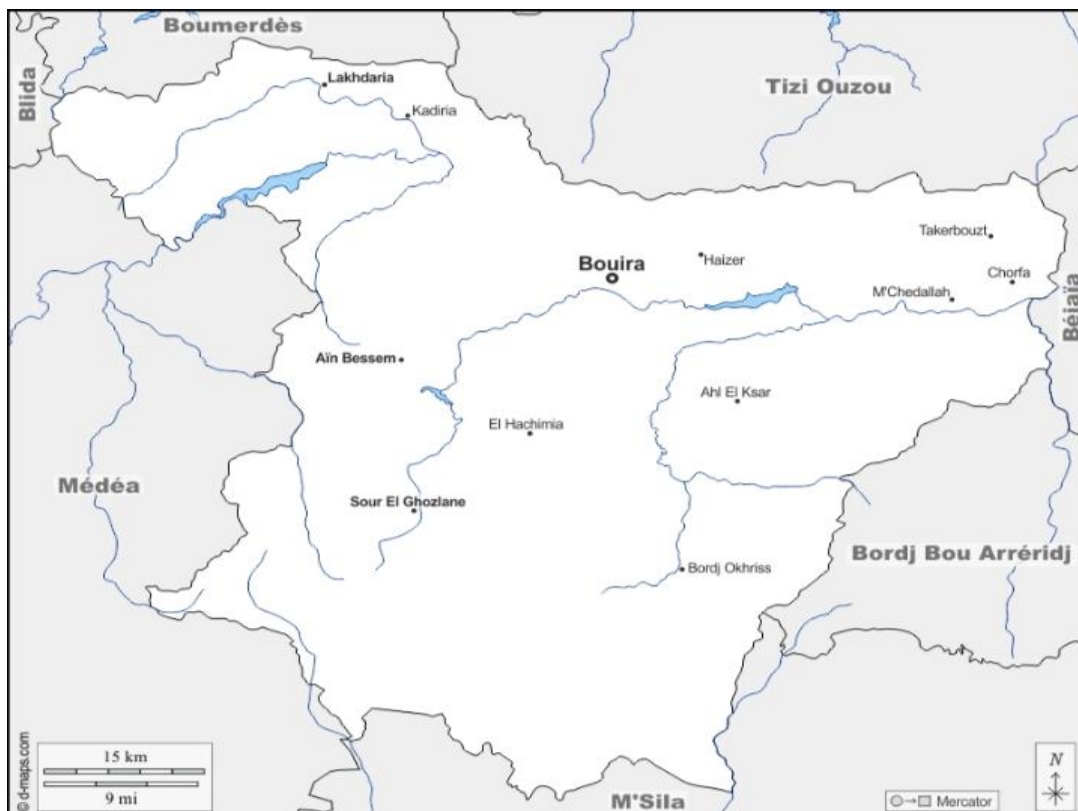 Boumerdès
Blida
Lakhdaria
Tizi Ouzou
Kadiria
Takerbouzt
Bouira
Haizer
Chorfa
M'Chedallah
Béjaïa
Aïn Bessem
Ahl El Ksar
El Hachimia
Médéa
Sour El Ghozlane
Bordj Bou Arréridj
Bordj Okhriss
© d-maps.com
15 km
9 mi
M'Sila
N
Mercator